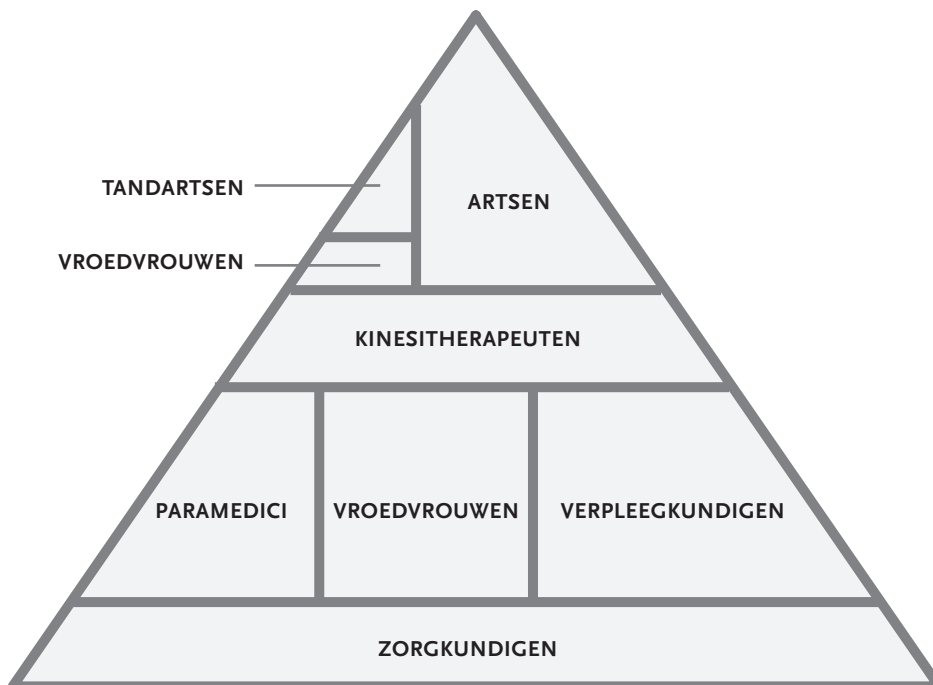 TANDARTSEN
ARTSEN
VROEDVROUWEN
KINESITHERAPEUTEN
PARAMEDICI
VROEDVROUWEN
VERPLEEGKUNDIGEN
ZORGKUNDIGEN